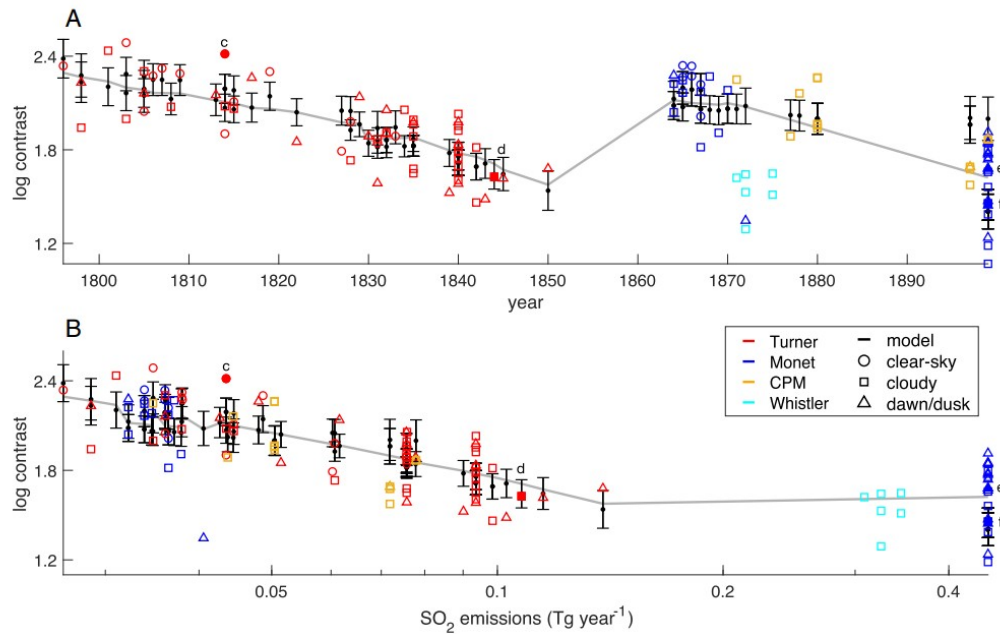 A
2.4
1.8
1.2
log contrast
c
d
e
f
1800 1810 1820 1830 1840 1850 1860 1870 1880 1890
year
B
2.4
1.8
1.2
log contrast
c
d
e
f
Turner model
Monet clear-sky
CPM cloudy
Whistler dawn/dusk
0.05 0.1 0.2 0.4
SO₂ emissions (Tg year⁻¹)